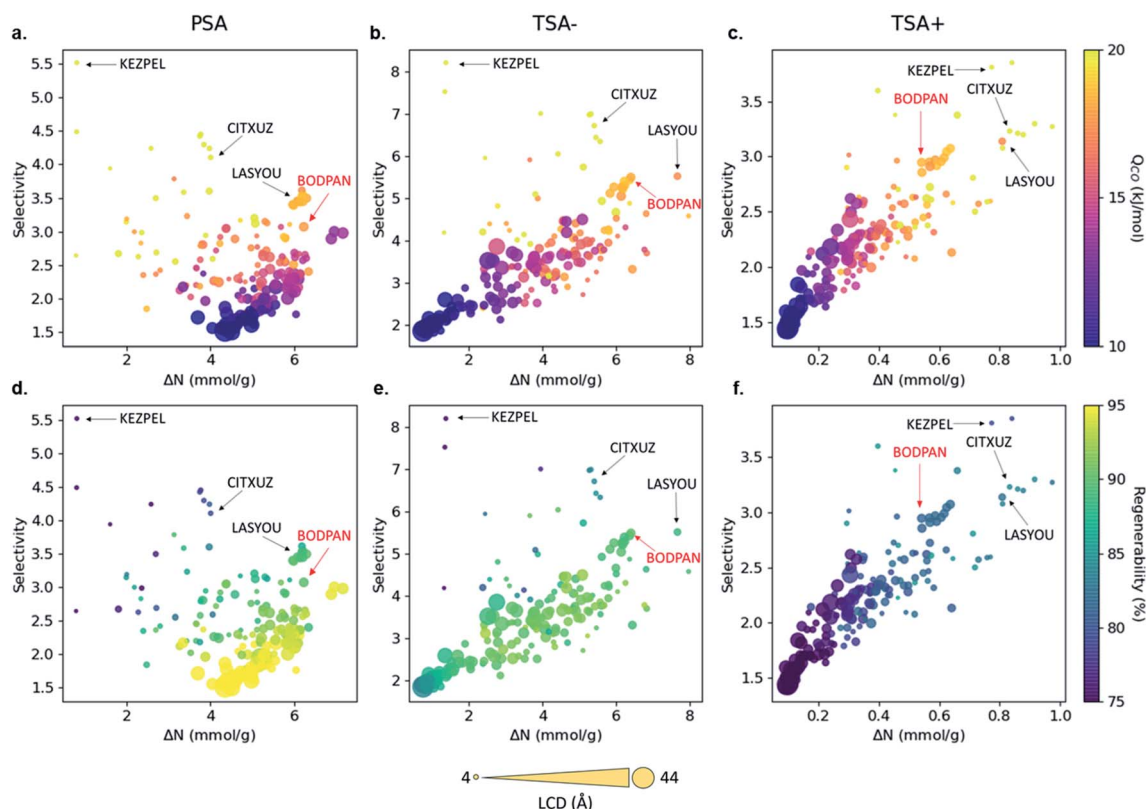 PSA
TSA-
TSA+
a.
b.
c.
5.5
5.0
4.5
4.0
3.5
3.0
2.5
2.0
1.5
Selectivity
2
4
6
ΔN (mmol/g)
KEZPEL
CITXUZ
LASYOU
BODPAN
8
7
6
5
4
3
2
Selectivity
2
4
6
8
ΔN (mmol/g)
KEZPEL
CITXUZ
LASYOU
BODPAN
3.5
3.0
2.5
2.0
1.5
Selectivity
0.2
0.4
0.6
0.8
1.0
ΔN (mmol/g)
KEZPEL
CITXUZ
BODPAN
LASYOU
20
15
10
Qco (kJ/mol)
d.
e.
f.
5.5
5.0
4.5
4.0
3.5
3.0
2.5
2.0
1.5
Selectivity
2
4
6
ΔN (mmol/g)
KEZPEL
CITXUZ
LASYOU
BODPAN
8
7
6
5
4
3
2
Selectivity
2
4
6
8
ΔN (mmol/g)
KEZPEL
CITXUZ
LASYOU
BODPAN
3.5
3.0
2.5
2.0
1.5
Selectivity
0.2
0.4
0.6
0.8
1.0
ΔN (mmol/g)
KEZPEL
CITXUZ
BODPAN
LASYOU
95
90
85
80
75
Regenerability (%)
4
44
LCD (Å)